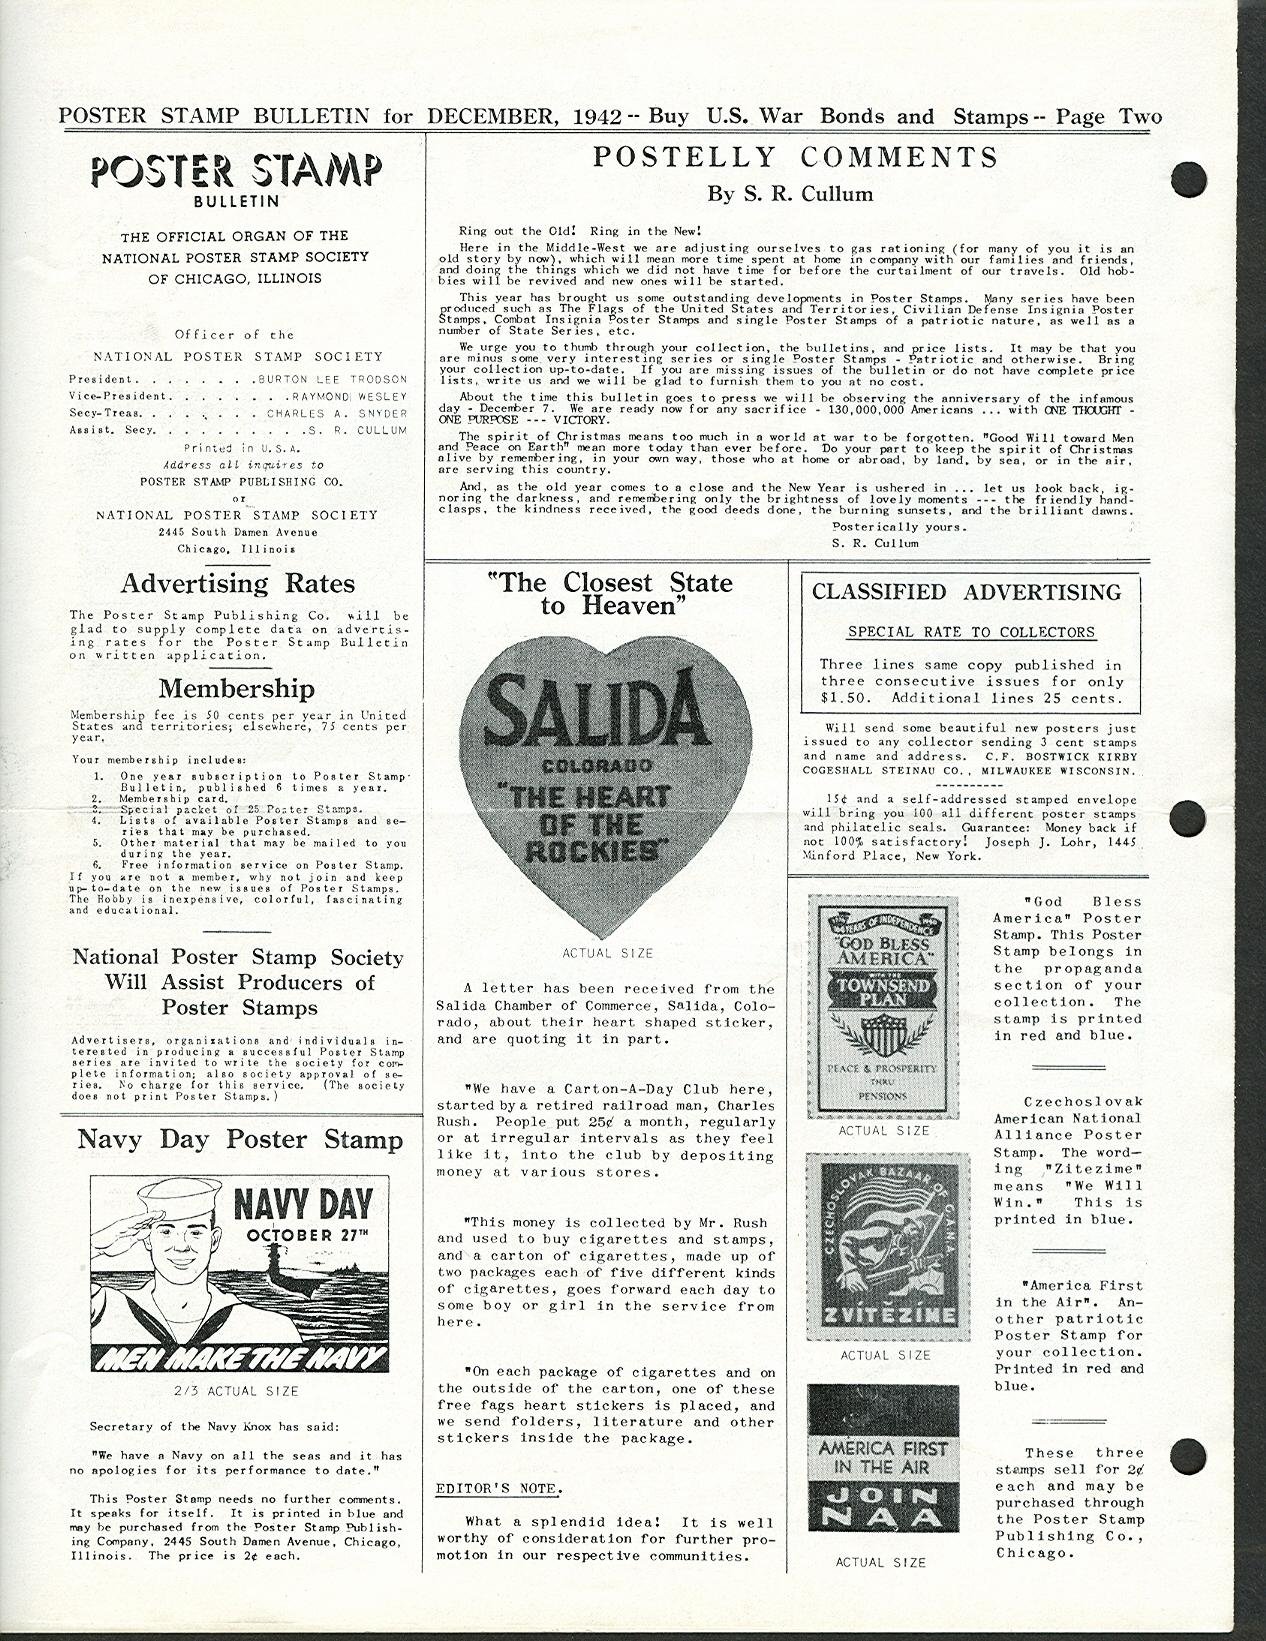 POSTER STAMP BULLETIN for DECEMBER, 1942 -- Buy U.S. War Bonds and Stamps -- Page Two
POSTER STAMP
BULLETIN
THE OFFICIAL ORGAN OF THE
NATIONAL POSTER STAMP SOCIETY
OF CHICAGO, ILLINOIS
Officer of the
NATIONAL POSTER STAMP SOCIETY
President. . . . . . . .BURTON LEE TRODSON
Vice-President. . . . . . . .RAYMOND WESLEY
Secy-Treas. . . . . . . CHARLES A. SNYDER
Assist. Secy. . . . . . . . . .S. R. CULLUM
Printed in U.S.A.
Address all inquires to
POSTER STAMP PUBLISHING CO.
or
NATIONAL POSTER STAMP SOCIETY
2445 South Damen Avenue
Chicago, Illinois
Advertising Rates
The Poster Stamp Publishing Co. will be
glad to supply complete data on advertis-
ing rates for the Poster Stamp Bulletin
on written application.
Membership
Membership fee is 50 cents per year in United
States and territories; elsewhere, 75 cents per
year.
Your membership includes:
1. One year subscription to Poster Stamp
Bulletin, published 6 times a year.
2. Membership card.
3. Special packet of 25 Poster Stamps.
4. Lists of available Poster Stamps and se-
ries that may be purchased.
5. Other material that may be mailed to you
during the year.
6. Free information service on Poster Stamp.
If you are not a member, why not join and keep
up-to-date on the new issues of Poster Stamps.
The Hobby is inexpensive, colorful, fascinating
and educational.
National Poster Stamp Society
Will Assist Producers of
Poster Stamps
Advertisers, organizations and individuals in-
terested in producing a successful Poster Stamp
series are invited to write the society for com-
plete information; also society approval of se-
ries. No charge for this service. (The society
does not print Poster Stamps.)
Navy Day Poster Stamp
NAVY DAY
OCTOBER 27TH
MEN MAKE THE NAVY
2/3 ACTUAL SIZE
Secretary of the Navy Knox has said:
"We have a Navy on all the seas and it has
no apologies for its performance to date."
This Poster Stamp needs no further comments.
It speaks for itself. It is printed in blue and
may be purchased from the Poster Stamp Publish-
ing Company, 2445 South Damen Avenue, Chicago,
Illinois. The price is 2¢ each.
POSTELLY COMMENTS
By S. R. Cullum
Ring out the Old! Ring in the New!
Here in the Middle-West we are adjusting ourselves to gas rationing (for many of you it is an
old story by now), which will mean more time spent at home in company with our families and friends,
and doing the things which we did not have time for before the curtailment of our travels. Old hob-
bies will be revived and new ones will be started.
This year has brought us some outstanding developments in Poster Stamps. Many series have been
produced such as The Flags of the United States and Territories, Civilian Defense Insignia Poster
Stamps, Combat Insignia Poster Stamps and single Poster Stamps of a patriotic nature, as well as a
number of State Series, etc.
We urge you to thumb through your collection, the bulletins, and price lists. It may be that you
are minus some very interesting series or single Poster Stamps - Patriotic and otherwise. Bring
your collection up-to-date. If you are missing issues of the bulletin or do not have complete price
lists, write us and we will be glad to furnish them to you at no cost.
About the time this bulletin goes to press we will be observing the anniversary of the infamous
day - December 7. We are ready now for any sacrifice - 130,000,000 Americans ... with ONE THOUGHT -
ONE PURPOSE --- VICTORY.
The spirit of Christmas means too much in a world at war to be forgotten. "Good Will toward Men
and Peace on Earth" mean more today than ever before. Do your part to keep the spirit of Christmas
alive by remembering, in your own way, those who at home or abroad, by land, by sea, or in the air,
are serving this country.
And, as the old year comes to a close and the New Year is ushered in ... let us look back, ig-
noring the darkness, and remembering only the brightness of lovely moments --- the friendly hand-
clasps, the kindness received, the good deeds done, the burning sunsets, and the brilliant dawns.
Posterically yours.
S. R. Cullum
"The Closest State
to Heaven"
SALIDA
COLORADO
"THE HEART
OF THE
ROCKIES"
ACTUAL SIZE
A letter has been received from the
Salida Chamber of Commerce, Salida, Colo-
rado, about their heart shaped sticker,
and are quoting it in part.
"We have a Carton-A-Day Club here,
started by a retired railroad man, Charles
Rush. People put 25¢ a month, regularly
or at irregular intervals as they feel
like it, into the club by depositing
money at various stores.
"This money is collected by Mr. Rush
and used to buy cigarettes and stamps,
and a carton of cigarettes, made up of
two packages each of five different kinds
of cigarettes, goes forward each day to
some boy or girl in the service from
here.
"On each package of cigarettes and on
the outside of the carton, one of these
free fags heart stickers is placed, and
we send folders, literature and other
stickers inside the package.
EDITOR'S NOTE.
What a splendid idea! It is well
worthy of consideration for further pro-
motion in our respective communities.
CLASSIFIED ADVERTISING
SPECIAL RATE TO COLLECTORS
Three lines same copy published in
three consecutive issues for only
$1.50. Additional lines 25 cents.
Will send some beautiful new posters just
issued to any collector sending 3 cent stamps
and name and address. C.F. BOSTWICK KIRBY
COGESHALL STEINAU CO., MILWAUKEE WISCONSIN.
15¢ and a self-addressed stamped envelope
will bring you 100 all different poster stamps
and philatelic seals. Guarantee: Money back if
not 100% satisfactory! Joseph J. Lohr, 1445
Minford Place, New York.
YEARS OF INDEPENDENCE
"GOD BLESS
AMERICA"
WITH THE
TOWNSEND
PLAN
PEACE & PROSPERITY
THRU
PENSIONS
ACTUAL SIZE
"God Bless
America" Poster
Stamp. This Poster
Stamp belongs in
the propaganda
section of your
collection. The
stamp is printed
in red and blue.
CZECHOSLOVAK BAZAAR OF C.A.N.A.
ZVÍTĚZÍME
ACTUAL SIZE
Czechoslovak
American National
Alliance Poster
Stamp. The word-
ing "Zitezime"
means "We Will
Win." This is
printed in blue.
AMERICA FIRST
IN THE AIR
JOIN
NAA
ACTUAL SIZE
"America First
in the Air". An-
other patriotic
Poster Stamp for
your collection.
Printed in red and
blue.
These three
stamps sell for 2¢
each and may be
purchased through
the Poster Stamp
Publishing Co.,
Chicago.